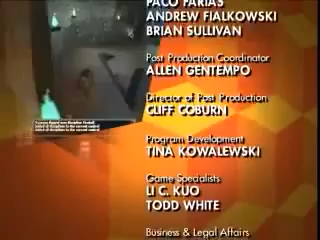 PACO FARIAS
ANDREW FIALKOWSKI
BRIAN SULLIVAN
Post Production Coordinator
ALLEN GENTEMPO
Director of Post Production
CLIFF COBURN
Program Development
TINA KOWALEWSKI
Game Specialists
LI C. KUO
TODD WHITE
Business & Legal Affairs